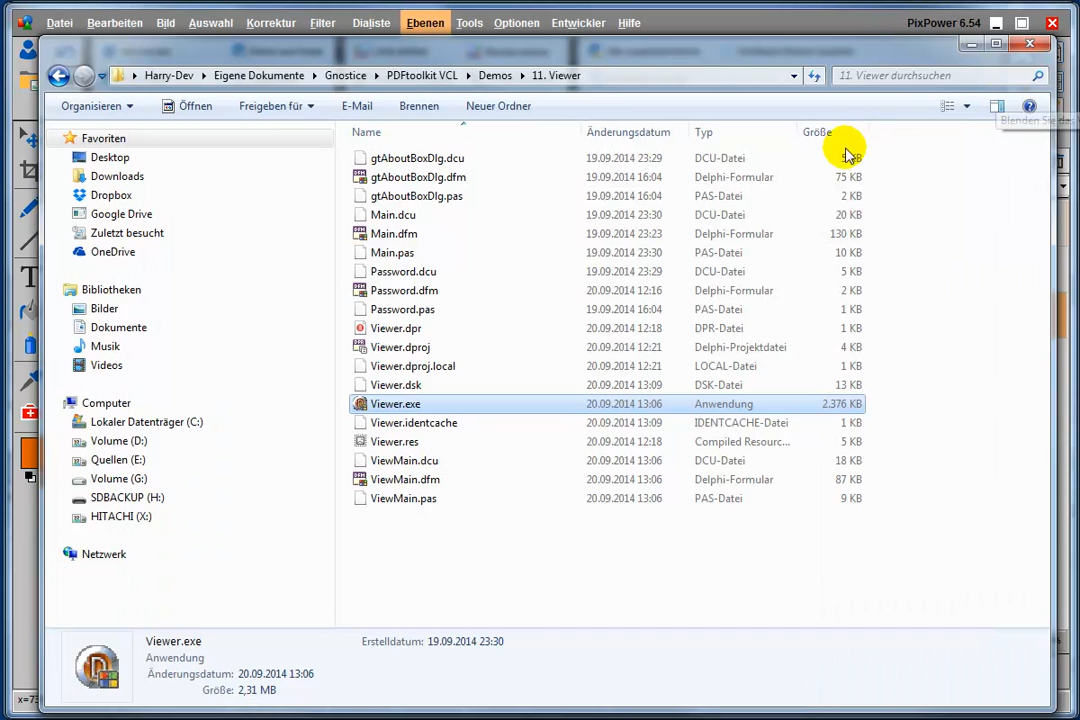 Datei Bearbeiten Bild Auswahl Korrektur Filter Dialiste Ebenen Tools Optionen Entwickler Hilfe PixPower 6.54
Harry-Dev Eigene Dokumente Gnostice PDFtoolkit VCL Demos 11. Viewer 11. Viewer durchsuchen
Organisieren Öffnen Freigeben für E-Mail Brennen Neuer Ordner
Blenden Sie das
Name Änderungsdatum Typ Größe
Favoriten
Desktop
Downloads
Dropbox
Google Drive
Zuletzt besucht
OneDrive
Bibliotheken
Bilder
Dokumente
Musik
Videos
Computer
Lokaler Datenträger (C:)
Volume (D:)
Quellen (E:)
Volume (G:)
SDBACKUP (H:)
HITACHI (X:)
Netzwerk
gtAboutBoxDlg.dcu 19.09.2014 23:29 DCU-Datei 5 KB
gtAboutBoxDlg.dfm 19.09.2014 16:04 Delphi-Formular 75 KB
gtAboutBoxDlg.pas 19.09.2014 16:04 PAS-Datei 2 KB
Main.dcu 19.09.2014 23:30 DCU-Datei 20 KB
Main.dfm 19.09.2014 23:23 Delphi-Formular 130 KB
Main.pas 19.09.2014 23:30 PAS-Datei 10 KB
Password.dcu 19.09.2014 23:29 DCU-Datei 5 KB
Password.dfm 20.09.2014 12:16 Delphi-Formular 2 KB
Password.pas 19.09.2014 16:04 PAS-Datei 1 KB
Viewer.dpr 20.09.2014 12:18 DPR-Datei 1 KB
Viewer.dproj 20.09.2014 12:21 Delphi-Projektdatei 4 KB
Viewer.dproj.local 20.09.2014 12:21 LOCAL-Datei 1 KB
Viewer.dsk 20.09.2014 13:09 DSK-Datei 13 KB
Viewer.exe 20.09.2014 13:06 Anwendung 2.376 KB
Viewer.identcache 20.09.2014 13:09 IDENTCACHE-Datei 1 KB
Viewer.res 20.09.2014 12:18 Compiled Resourc... 5 KB
ViewMain.dcu 20.09.2014 13:06 DCU-Datei 18 KB
ViewMain.dfm 20.09.2014 13:06 Delphi-Formular 87 KB
ViewMain.pas 20.09.2014 13:06 PAS-Datei 9 KB
Viewer.exe Erstelldatum: 19.09.2014 23:30
Anwendung
Änderungsdatum: 20.09.2014 13:06
Größe: 2,31 MB